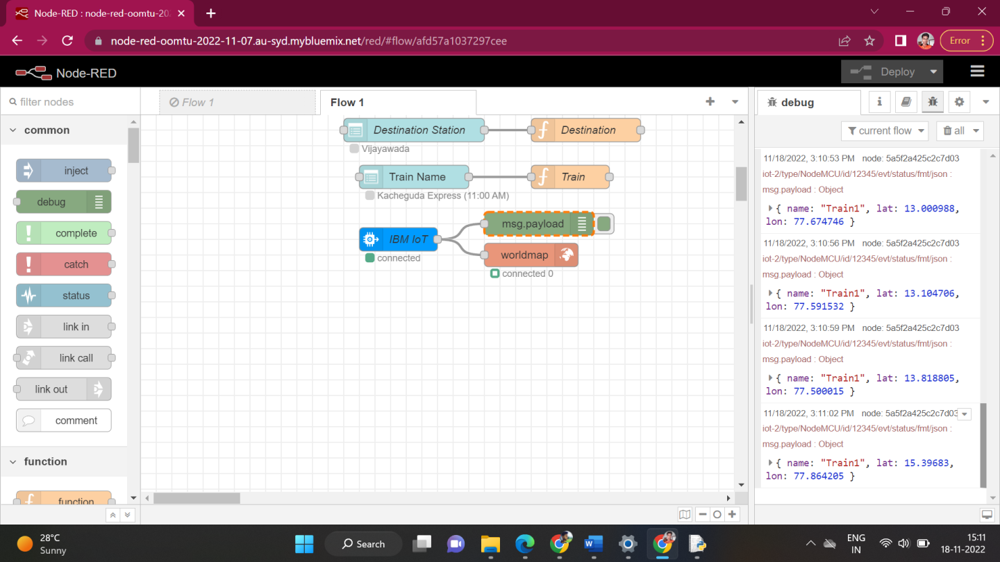 Node-RED : node-red-oomtu-20
node-red-oomtu-2022-11-07.au-syd.mybluemix.net/red/#flow/afd57a1037297cee
Error
Node-RED
Deploy
filter nodes
Flow 1
Flow 1
debug
i
current flow
all
common
inject
debug
complete
catch
status
link in
link call
link out
comment
function
function
Destination Station
Destination
Vijayawada
Train Name
Train
Kacheguda Express (11:00 AM)
msg.payload
IBM IoT
connected
worldmap
connected 0
11/18/2022, 3:10:53 PM node: 5a5f2a425c2c7d03
iot-2/type/NodeMCU/id/12345/evt/status/fmt/json :
msg.payload : Object
{ name: "Train1", lat: 13.000988,
lon: 77.674746 }
11/18/2022, 3:10:56 PM node: 5a5f2a425c2c7d03
iot-2/type/NodeMCU/id/12345/evt/status/fmt/json :
msg.payload : Object
{ name: "Train1", lat: 13.104706,
lon: 77.591532 }
11/18/2022, 3:10:59 PM node: 5a5f2a425c2c7d03
iot-2/type/NodeMCU/id/12345/evt/status/fmt/json :
msg.payload : Object
{ name: "Train1", lat: 13.818805,
lon: 77.500015 }
11/18/2022, 3:11:02 PM node: 5a5f2a425c2c7d03
iot-2/type/NodeMCU/id/12345/evt/status/fmt/json :
msg.payload : Object
{ name: "Train1", lat: 15.39683,
lon: 77.864205 }
28°C
Sunny
Search
ENG
IN
15:11
18-11-2022